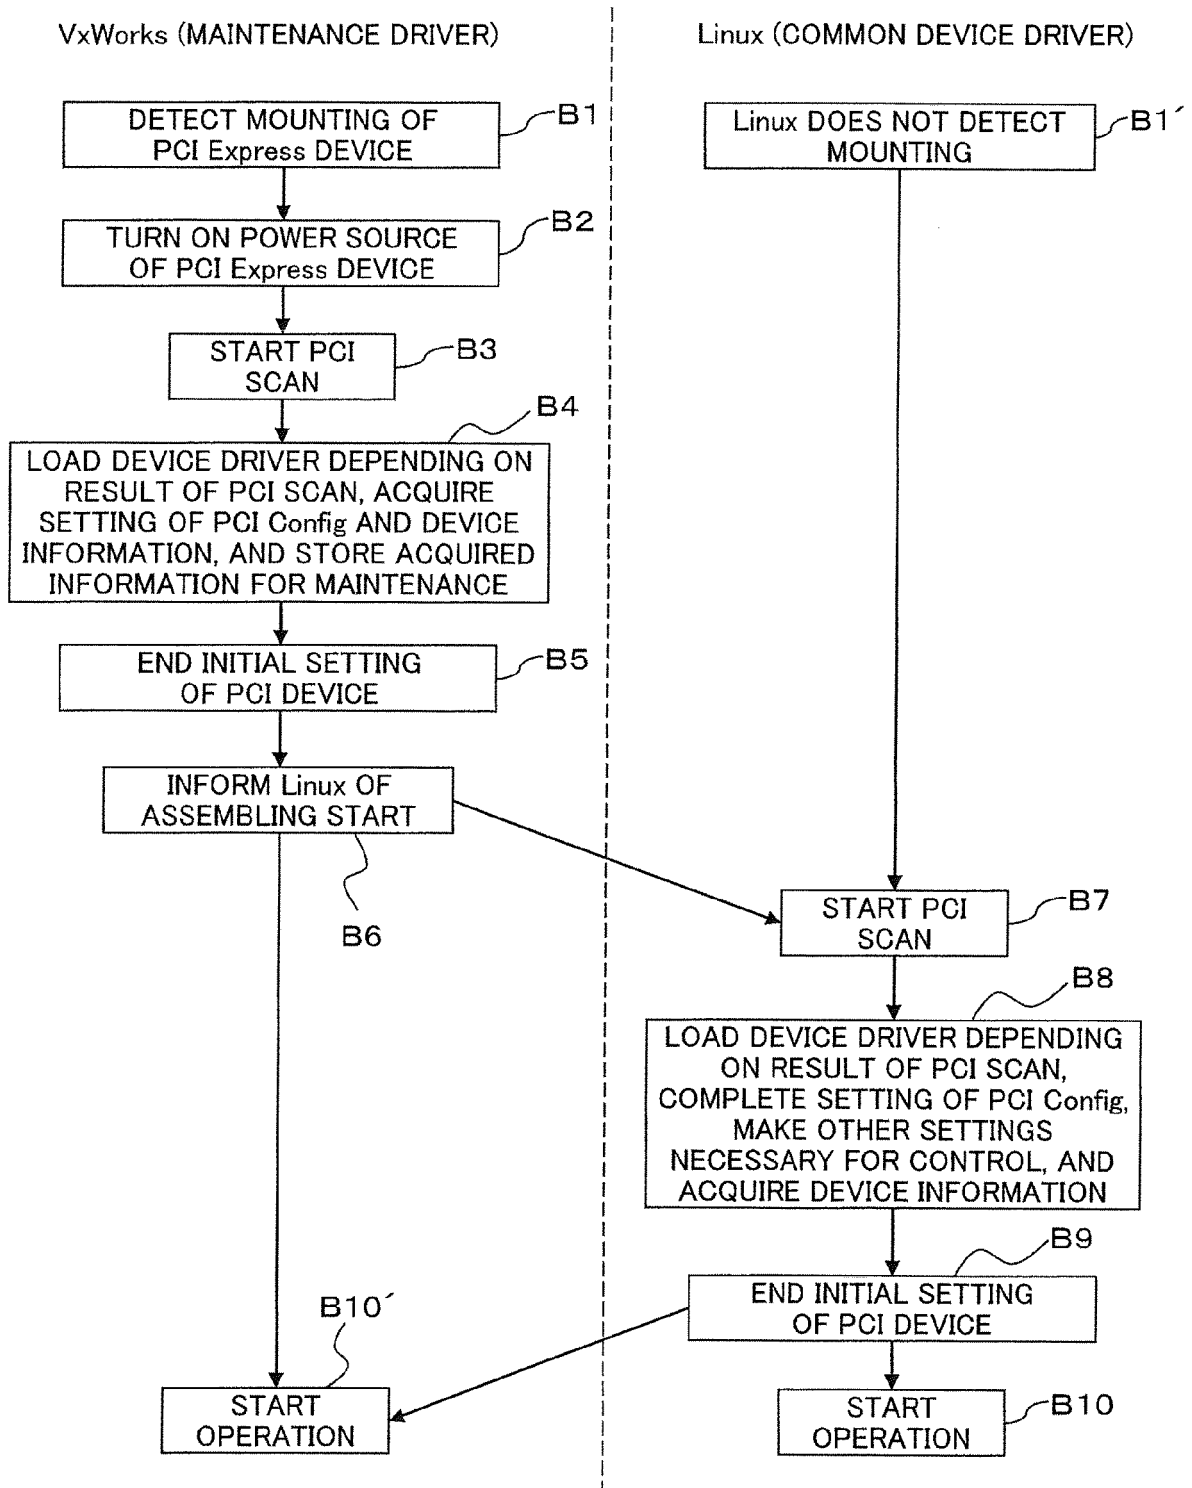 VxWorks (MAINTENANCE DRIVER)
Linux (COMMON DEVICE DRIVER)
DETECT MOUNTING OF
PCI Express DEVICE
B1
Linux DOES NOT DETECT
MOUNTING
B1´
TURN ON POWER SOURCE
OF PCI Express DEVICE
B2
START PCI
SCAN
B3
B4
LOAD DEVICE DRIVER DEPENDING ON
RESULT OF PCI SCAN, ACQUIRE
SETTING OF PCI Config AND DEVICE
INFORMATION, AND STORE ACQUIRED
INFORMATION FOR MAINTENANCE
END INITIAL SETTING
OF PCI DEVICE
B5
INFORM Linux OF
ASSEMBLING START
B6
START PCI
SCAN
B7
B8
LOAD DEVICE DRIVER DEPENDING
ON RESULT OF PCI SCAN,
COMPLETE SETTING OF PCI Config,
MAKE OTHER SETTINGS
NECESSARY FOR CONTROL, AND
ACQUIRE DEVICE INFORMATION
B9
END INITIAL SETTING
OF PCI DEVICE
B10´
START
OPERATION
START
OPERATION
B10